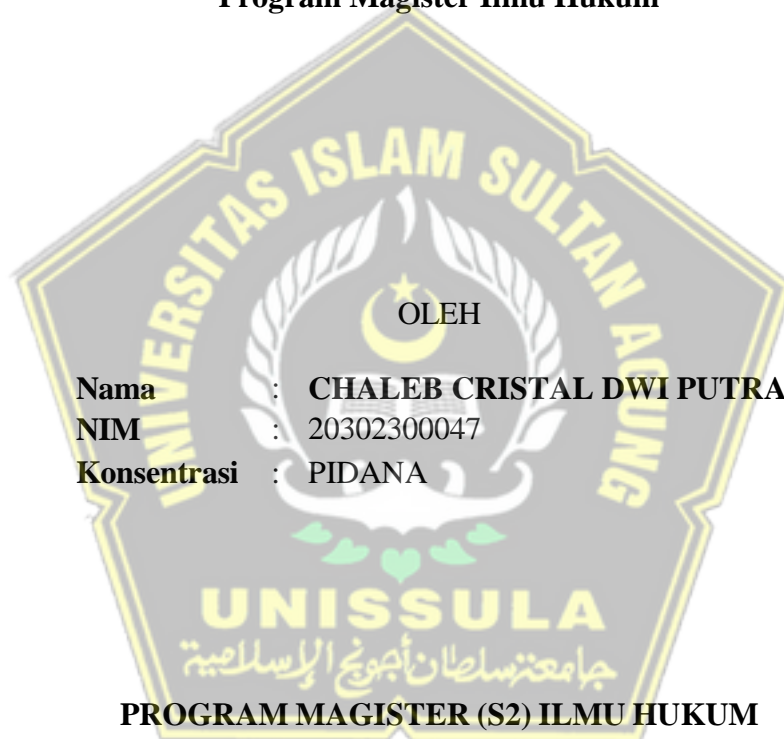 Program Magister Ilmu Hukum
UNIVERSITAS ISLAM SULTAN AGUNG
OLEH
Nama : CHALEB CRISTAL DWI PUTRA
NIM : 20302300047
Konsentrasi : PIDANA
UNISSULA
جامعة سلطان أجونج الإسلامية
PROGRAM MAGISTER (S2) ILMU HUKUM